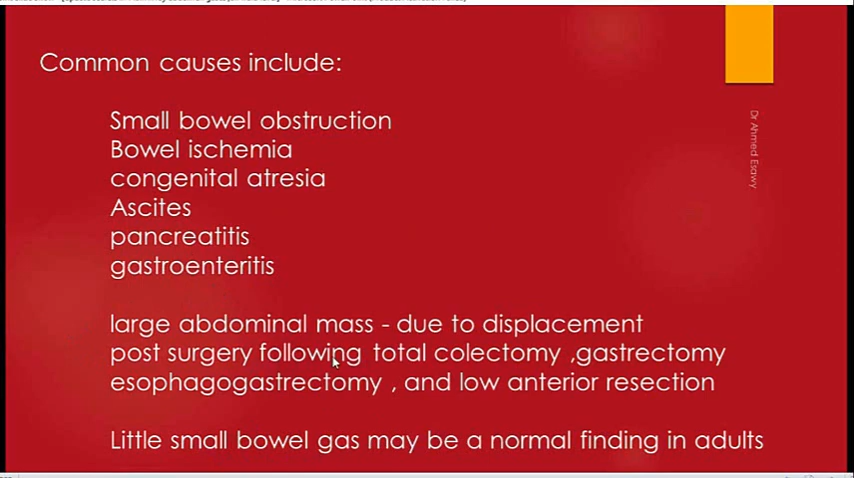 Common causes include:
Small bowel obstruction
Bowel ischemia
congenital atresia
Ascites
pancreatitis
gastroenteritis
large abdominal mass - due to displacement
post surgery following total colectomy ,gastrectomy
esophagogastrectomy , and low anterior resection
Little small bowel gas may be a normal finding in adults
Dr Ahmed Esawy